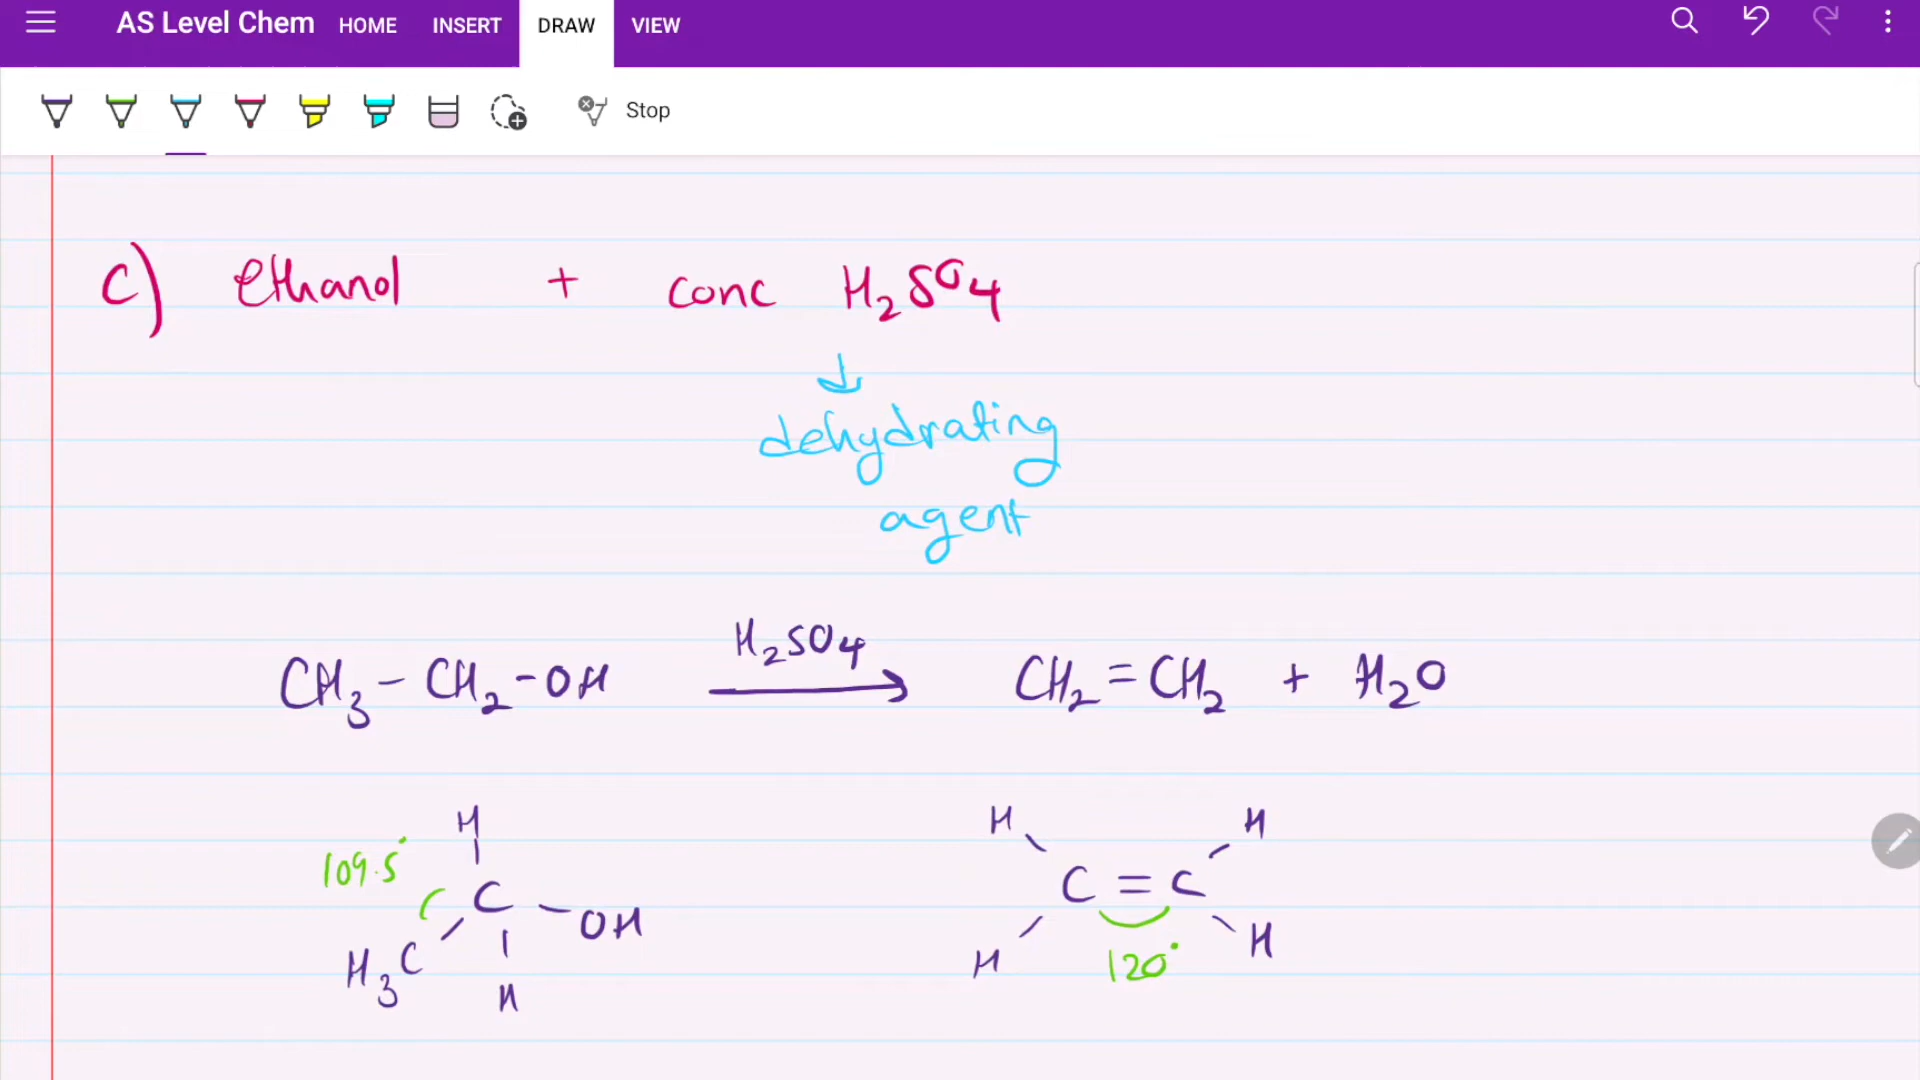 AS Level Chem HOME INSERT DRAW VIEW
Stop
c) ethanol + conc H₂SO₄
↓
dehydrating
agent
H₂SO₄
CH₃ - CH₂ - OH → CH₂ = CH₂ + H₂O
H H H
109.5°
C C = C
OH
H₃C H 120° H
H